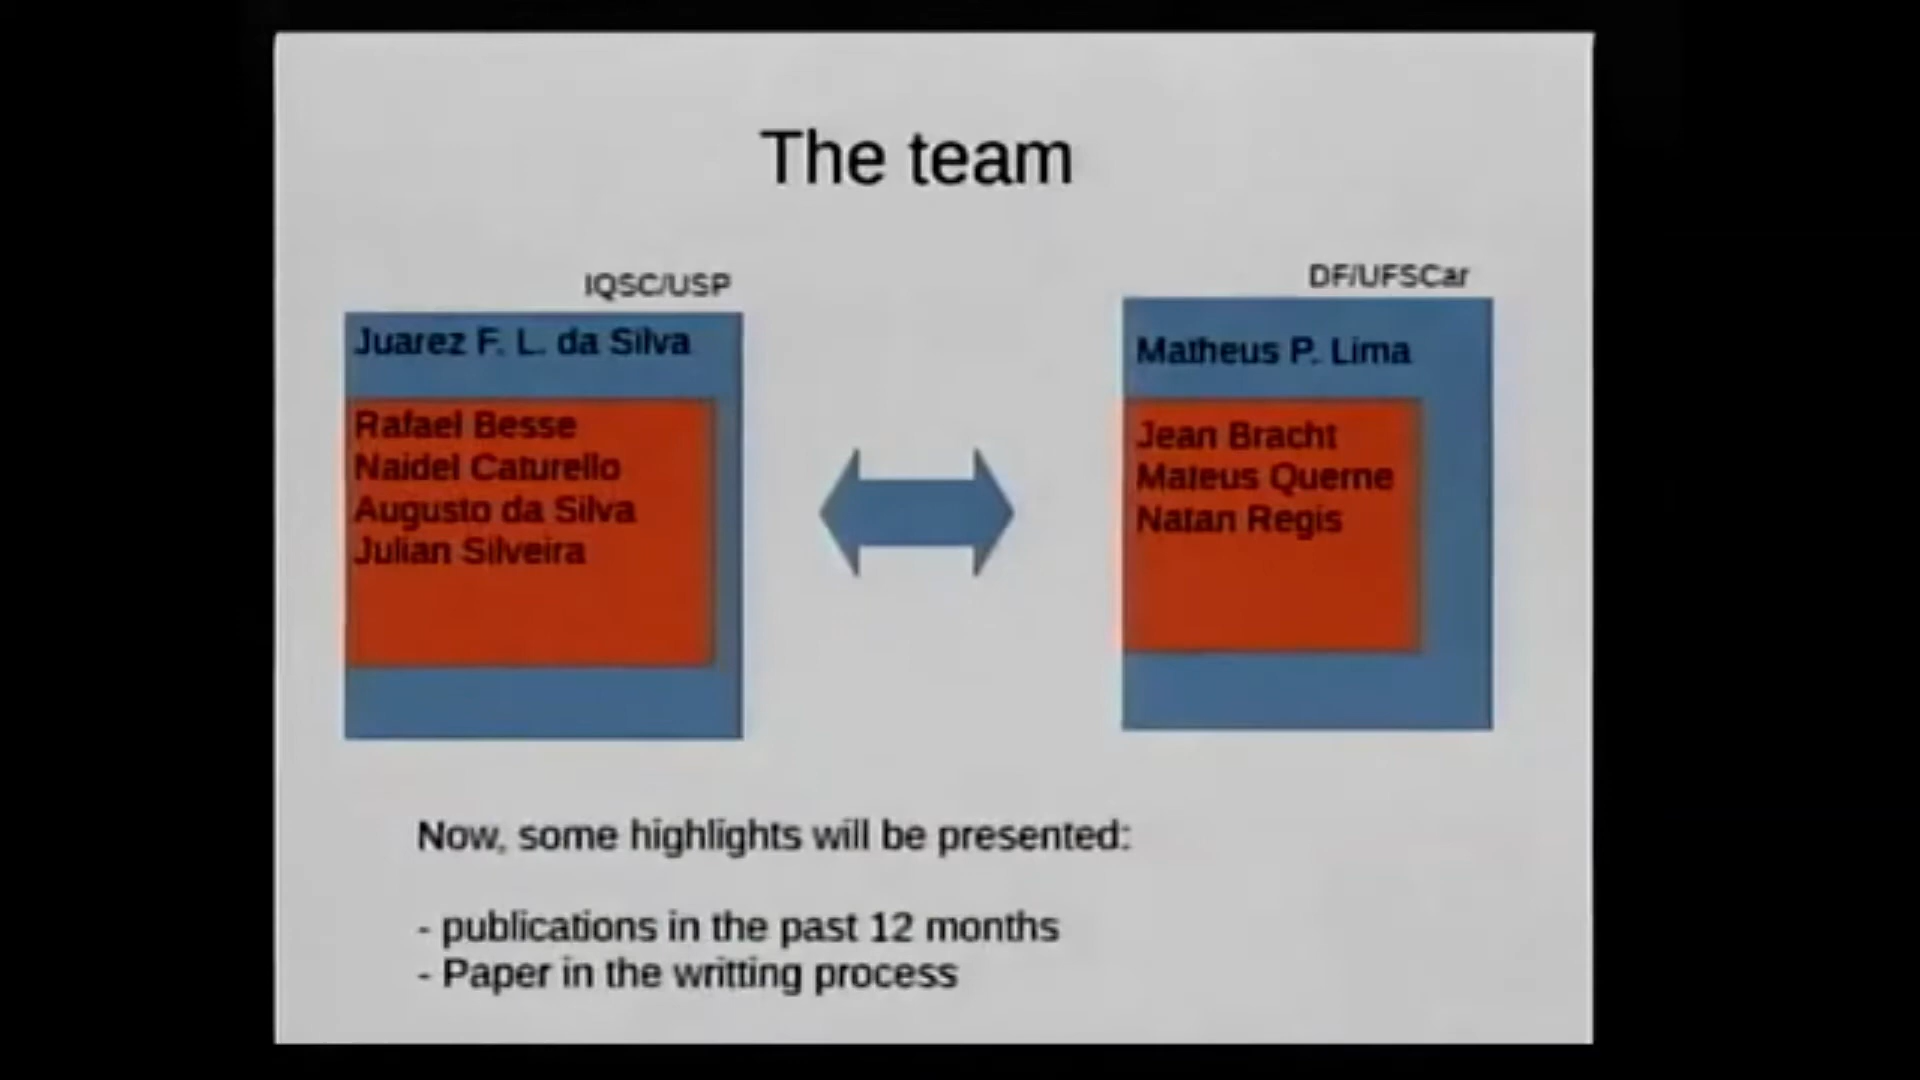 The team
IQSC/USP
Juarez F. L. da Silva
Rafael Besse
Naidel Caturello
Augusto da Silva
Julian Silveira
DF/UFSCar
Matheus P. Lima
Jean Bracht
Mateus Querne
Natan Regis
Now, some highlights will be presented:
- publications in the past 12 months
- Paper in the writting process